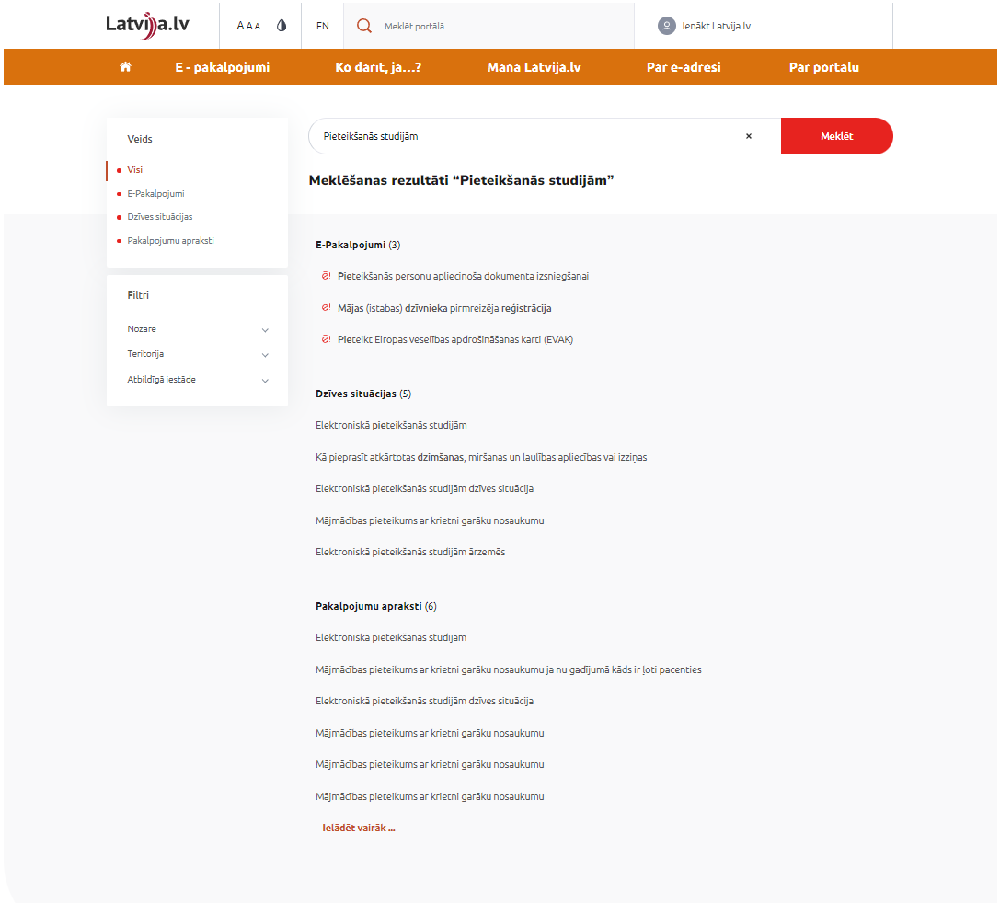 Latvija.lv
A A A
EN
Meklēt portālā...
Ienākt Latvija.lv
E - pakalpojumi
Ko darīt, ja...?
Mana Latvija.lv
Par e-adresi
Par portālu
Veids
Visi
E-Pakalpojumi
Dzīves situācijas
Pakalpojumu apraksti
Filtri
Nozare
Teritorija
Atbildīgā iestāde
Pieteikšanās studijām
×
Meklēt
Meklēšanas rezultāti “Pieteikšanās studijām”
E-Pakalpojumi (3)
Pieteikšanās personu apliecinoša dokumenta izsniegšanai
Mājas (istabas) dzīvnieka pirmreizēja reģistrācija
Pieteikt Eiropas veselības apdrošināšanas karti (EVAK)
Dzīves situācijas (5)
Elektroniskā pieteikšanās studijām
Kā pieprasīt atkārtotas dzimšanas, miršanas un laulības apliecības vai izziņas
Elektroniskā pieteikšanās studijām dzīves situācija
Mājmācības pieteikums ar krietni garāku nosaukumu
Elektroniskā pieteikšanās studijām ārzemēs
Pakalpojumu apraksti (6)
Elektroniskā pieteikšanās studijām
Mājmācības pieteikums ar krietni garāku nosaukumu ja nu gadījumā kāds ir ļoti pacenties
Elektroniskā pieteikšanās studijām dzīves situācija
Mājmācības pieteikums ar krietni garāku nosaukumu
Mājmācības pieteikums ar krietni garāku nosaukumu
Mājmācības pieteikums ar krietni garāku nosaukumu
Ielādēt vairāk ...